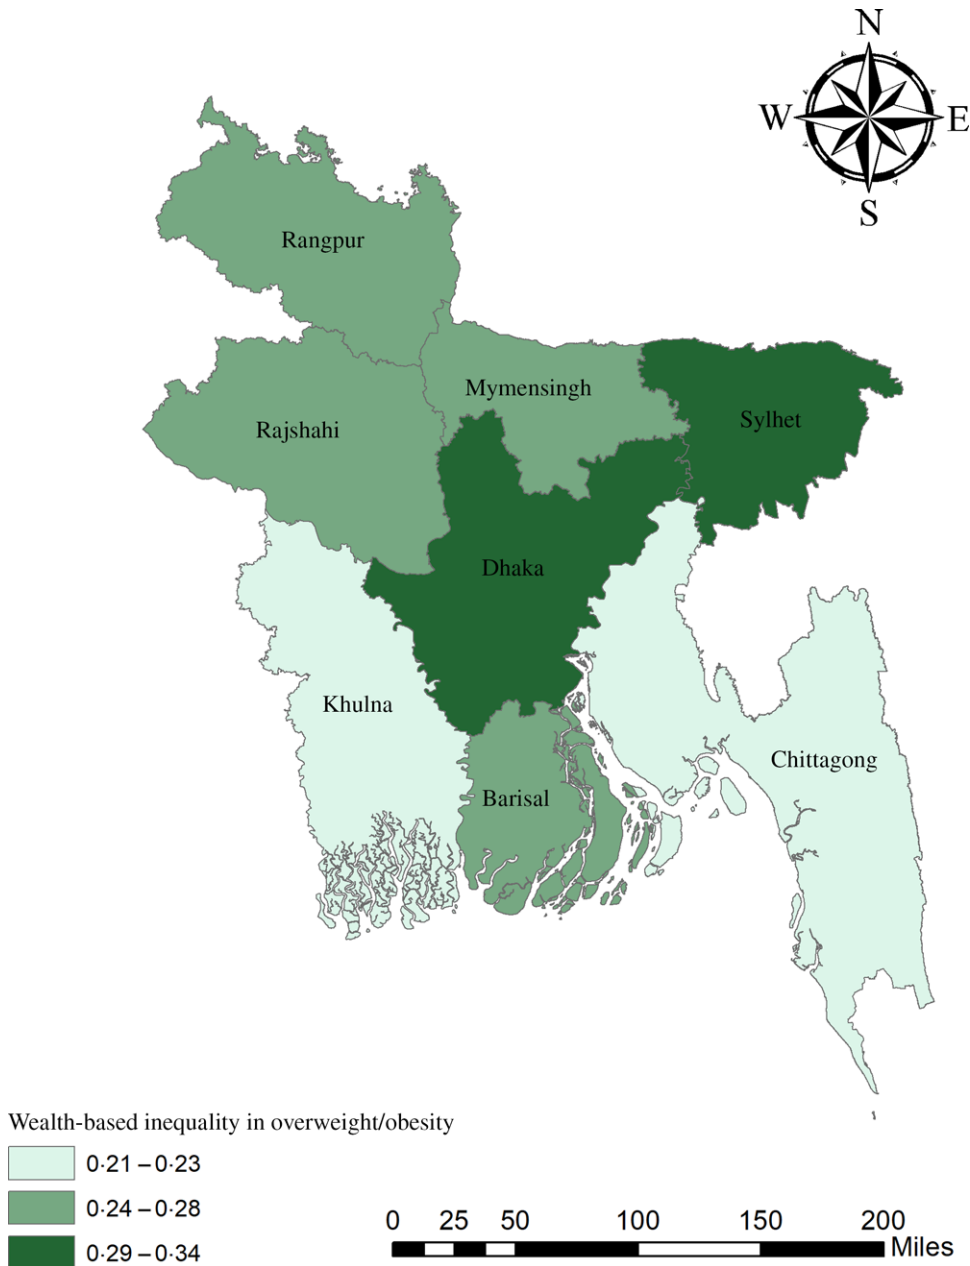 N
W E
S
Rangpur
Mymensingh
Sylhet
Rajshahi
Dhaka
Khulna
Chittagong
Barisal
Wealth-based inequality in overweight/obesity
0·21 – 0·23
0·24 – 0·28
0·29 – 0·34
0 25 50 100 150 200
Miles